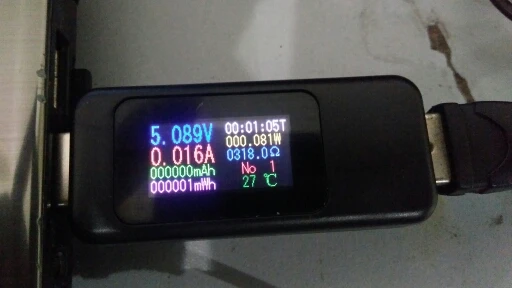 5.089V
0.016A
000000mAh
000001mWh
00:01:05T
000.081W
0318.0Ω
No 1
27 ℃